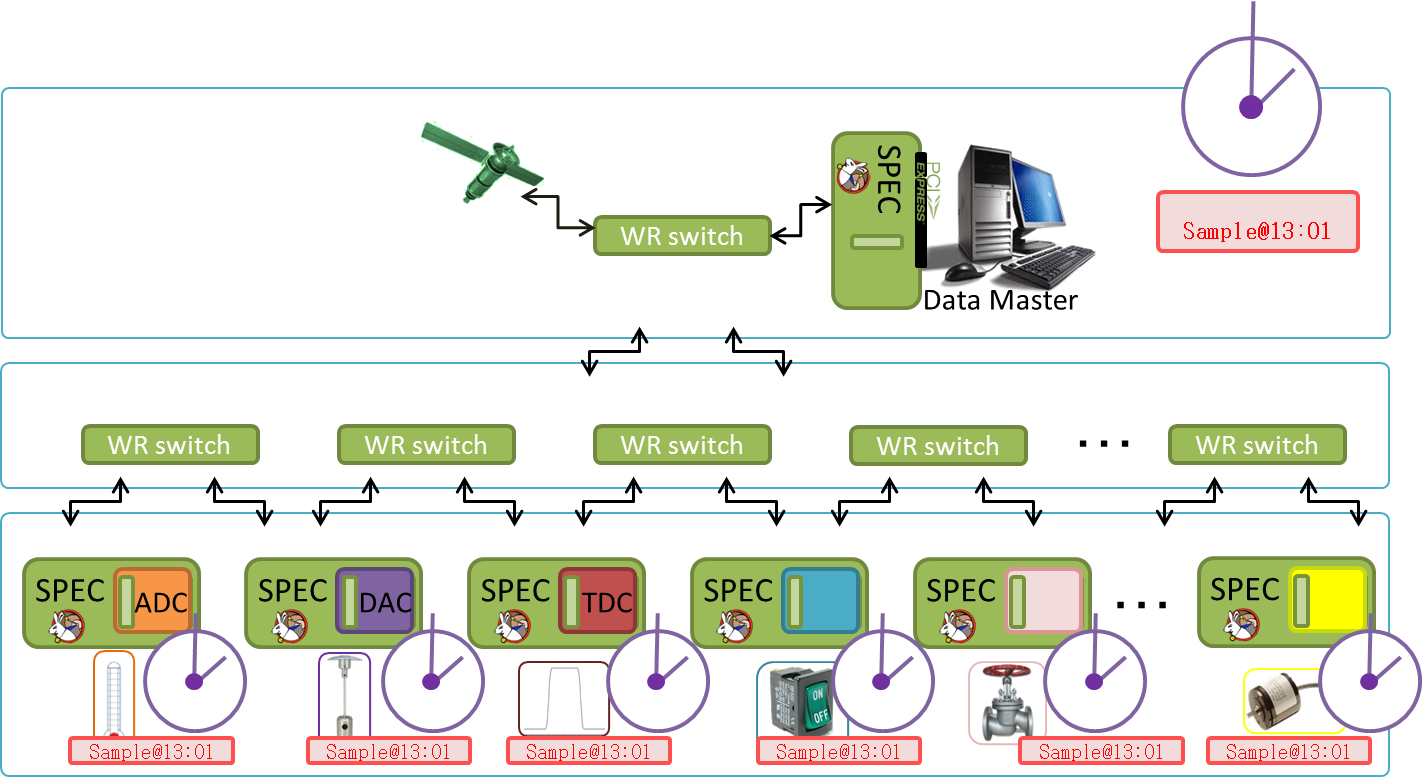 SPEC
PCI
EXPRESS
WR switch
Sample@13:01
Data Master
WR switch
WR switch
WR switch
WR switch
...
WR switch
SPEC
ADC
SPEC
DAC
SPEC
TDC
SPEC
SPEC
...
SPEC
ON
OFF
Sample@13:01
Sample@13:01
Sample@13:01
Sample@13:01
Sample@13:01
Sample@13:01